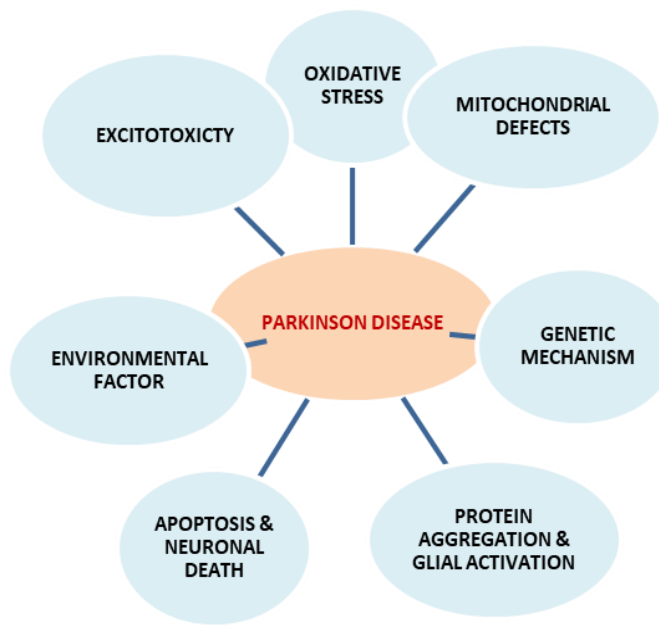 OXIDATIVE
STRESS
MITOCHONDRIAL
DEFECTS
EXCITOTOXICTY
PARKINSON DISEASE
GENETIC
MECHANISM
ENVIRONMENTAL
FACTOR
PROTEIN
AGGREGATION &
GLIAL ACTIVATION
APOPTOSIS &
NEURONAL
DEATH